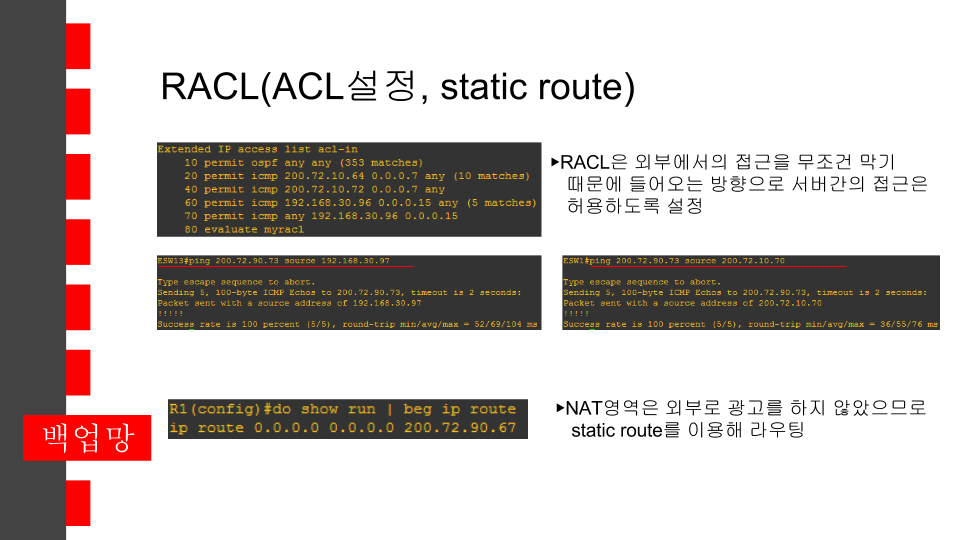 RACL(ACL설정, static route)
Extended IP access list acl-in
10 permit ospf any any (353 matches)
20 permit icmp 200.72.10.64 0.0.0.7 any (10 matches)
40 permit icmp 200.72.10.72 0.0.0.7 any
60 permit icmp 192.168.30.96 0.0.0.15 any (5 matches)
70 permit icmp any 192.168.30.96 0.0.0.15
80 evaluate myracl
▶RACL은 외부에서의 접근을 무조건 막기
때문에 들어오는 방향으로 서버간의 접근은
허용하도록 설정
ESW13#ping 200.72.90.73 source 192.168.30.97
Type escape sequence to abort.
Sending 5, 100-byte ICMP Echos to 200.72.90.73, timeout is 2 seconds:
Packet sent with a source address of 192.168.30.97
!!!!!
Success rate is 100 percent (5/5), round-trip min/avg/max = 52/69/104 ms
ESW1#ping 200.72.90.73 source 200.72.10.70
Type escape sequence to abort.
Sending 5, 100-byte ICMP Echos to 200.72.90.73, timeout is 2 seconds:
Packet sent with a source address of 200.72.10.70
!!!!!
Success rate is 100 percent (5/5), round-trip min/avg/max = 36/55/76 ms
R1(config)#do show run | beg ip route
ip route 0.0.0.0 0.0.0.0 200.72.90.67
▶NAT영역은 외부로 광고를 하지 않았으므로
static route를 이용해 라우팅
백업망